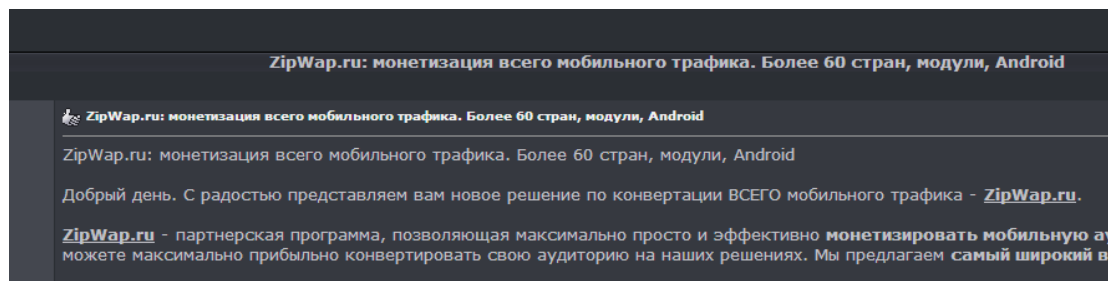 ZipWap.ru: монетизация всего мобильного трафика. Более 60 стран, модули, Android
ZipWap.ru: монетизация всего мобильного трафика. Более 60 стран, модули, Android
ZipWap.ru: монетизация всего мобильного трафика. Более 60 стран, модули, Android
Добрый день. С радостью представляем вам новое решение по конвертации ВСЕГО мобильного трафика - ZipWap.ru.
ZipWap.ru - партнерская программа, позволяющая максимально просто и эффективно монетизировать мобильную
можете максимально прибыльно конвертировать свою аудиторию на наших решениях. Мы предлагаем самый широкий